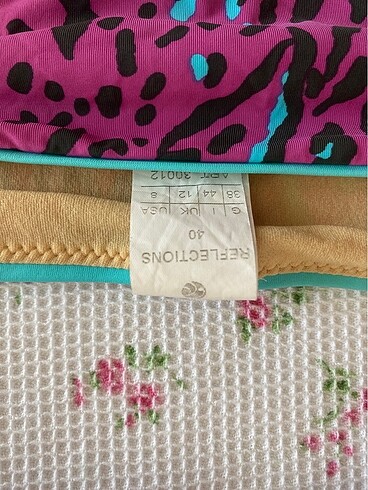 REFLECTIONS
40
G I UK USA
38 44 12 8
ART. 30012